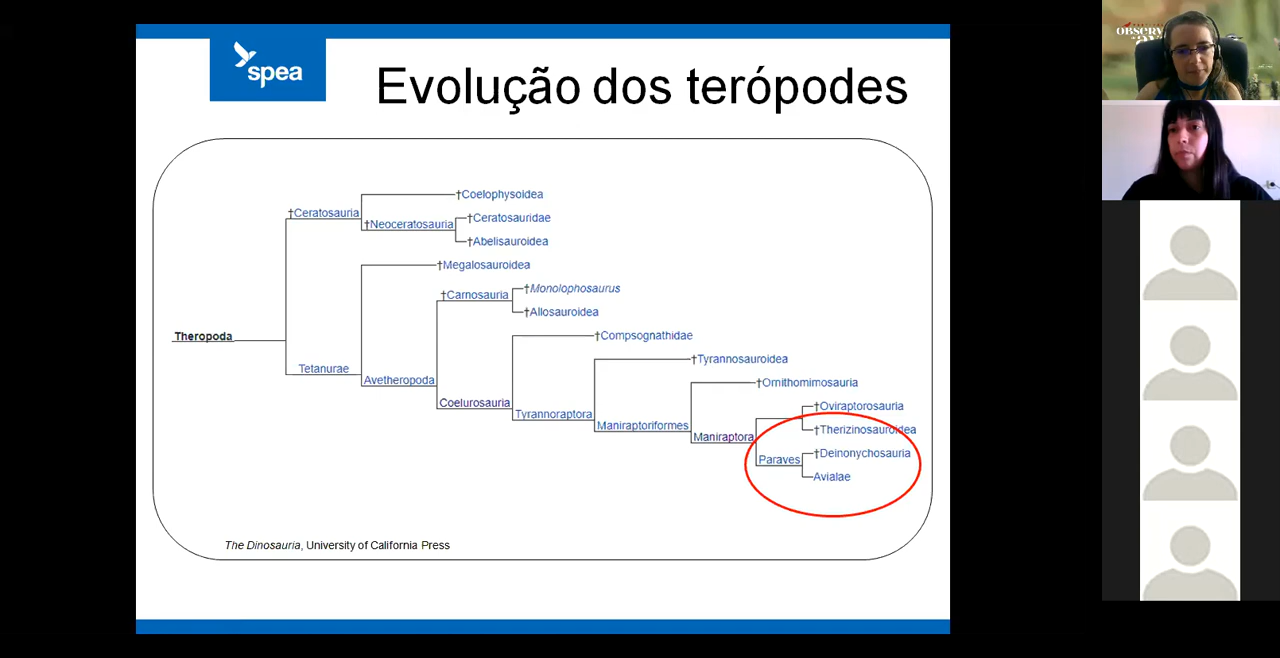 spea
Evolução dos terópodes
†Coelophysoidea
†Ceratosauria
†Neoceratosauria
†Ceratosauridae
†Abelisauroidea
†Megalosauroidea
†Carnosauria
†Monolophosaurus
†Allosauroidea
Theropoda
†Compsognathidae
†Tyrannosauroidea
Tetanurae
Avetheropoda
†Ornithomimosauria
Coelurosauria
†Oviraptorosauria
Tyrannoraptora
Maniraptoriformes
†Therizinosauroidea
Maniraptora
†Deinonychosauria
Paraves
Avialae
The Dinosauria, University of California Press